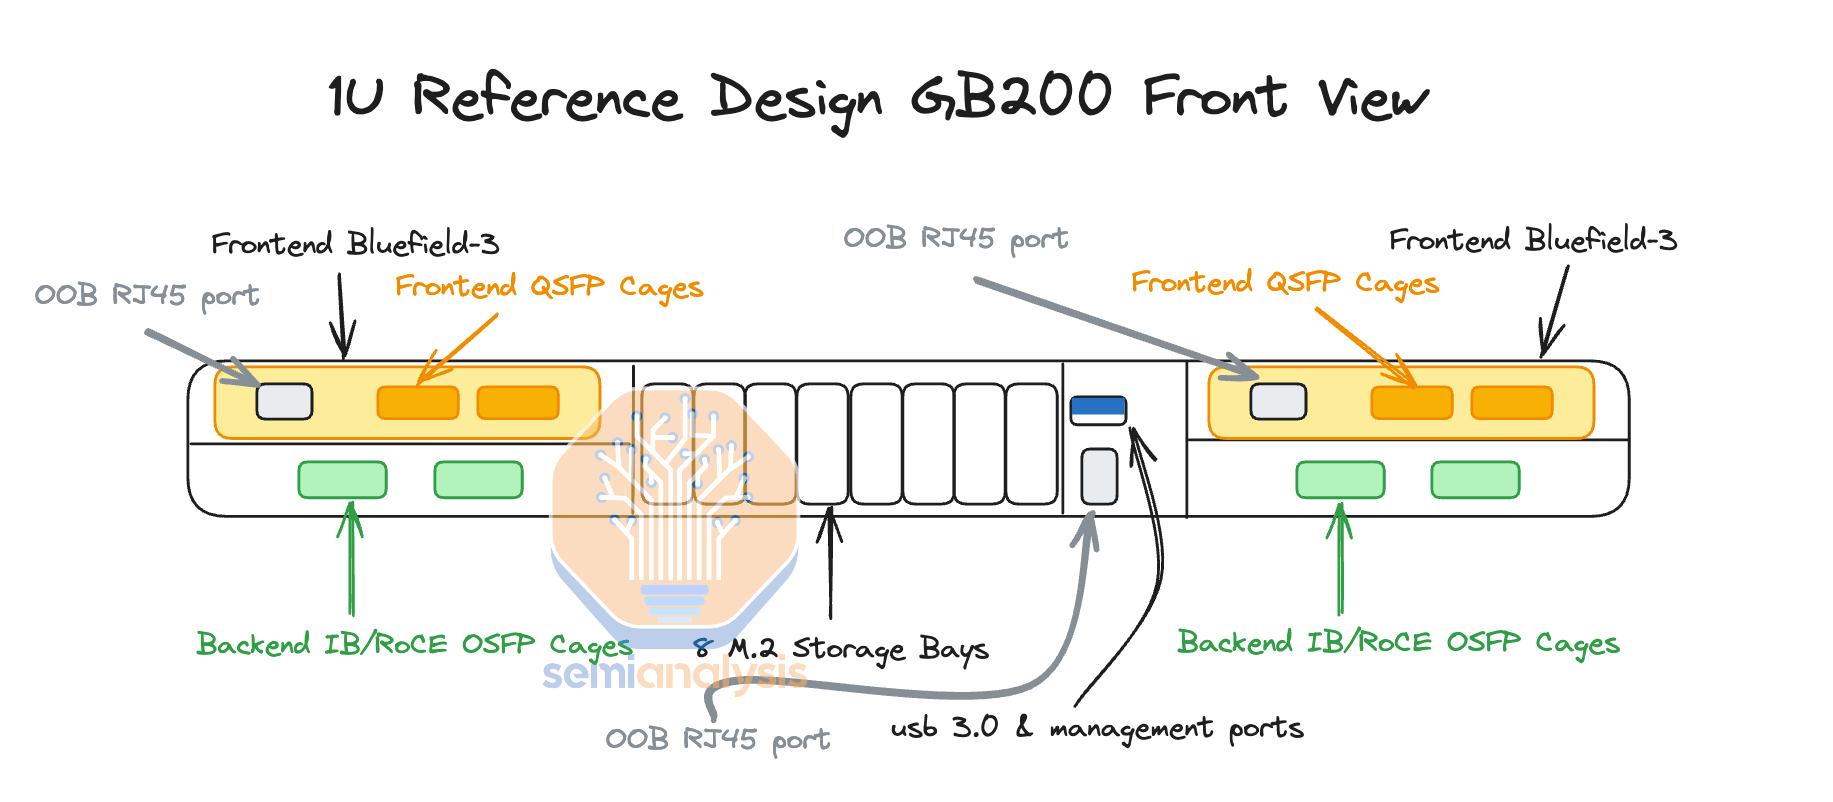 1U Reference Design GB200 Front View
OOB RJ45 port
Frontend Bluefield-3
Frontend QSFP Cages
OOB RJ45 port
Frontend QSFP Cages
Frontend Bluefield-3
Backend IB/RoCE OSFP Cages
8 M.2 Storage Bays
Backend IB/RoCE OSFP Cages
semianalysis
OOB RJ45 port
usb 3.0 & management ports